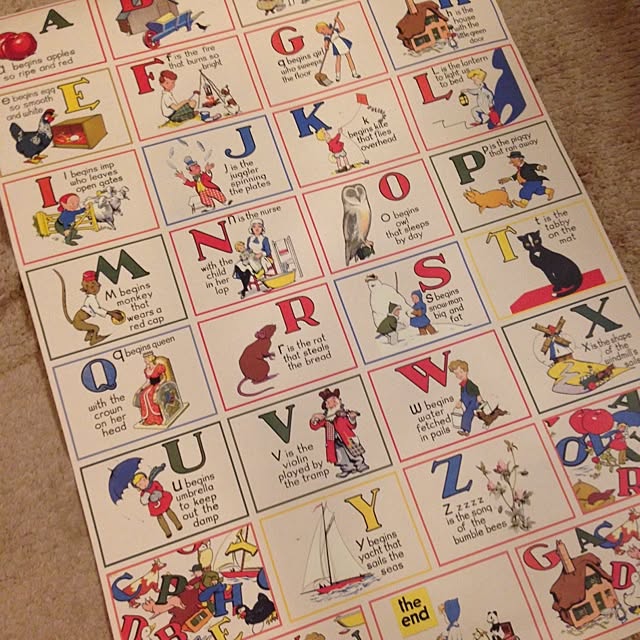 A
a begins apples
so ripe and red
B
G
g begins girl
who sweeps
the floor
h is the
house
with the
little green
door
E
e begins egg
so smooth
and white
F
f is the fire
that burns so
bright
K
k
begins kite
that flies
overhead
L
L is the lantern
to light
to bed
I
I begins imp
who leaves
open gates
J
J is the
juggler
spinning
the plates
O
O begins
owl
that sleeps
by day
P
P is the piggy
that ran away
M
M begins
monkey
that
wears a
red cap
N
n is the nurse
with the
child
in her
lap
S
S begins
snowman
big and
fat
T
t is the
tabby
on the
mat
Q
q begins queen
with the
crown
on her
head
R
r is the rat
that steals
the bread
W
W begins
water
fetched
in pails
X
X is the shape
of the
windmill's
U
U begins
umbrella
to keep
out the
damp
V
V is the
violin
played by
the tramp
Y
y begins
yacht that
sails the
seas
Z
Z z z z z
is the song
of the
bumble bees
the
end